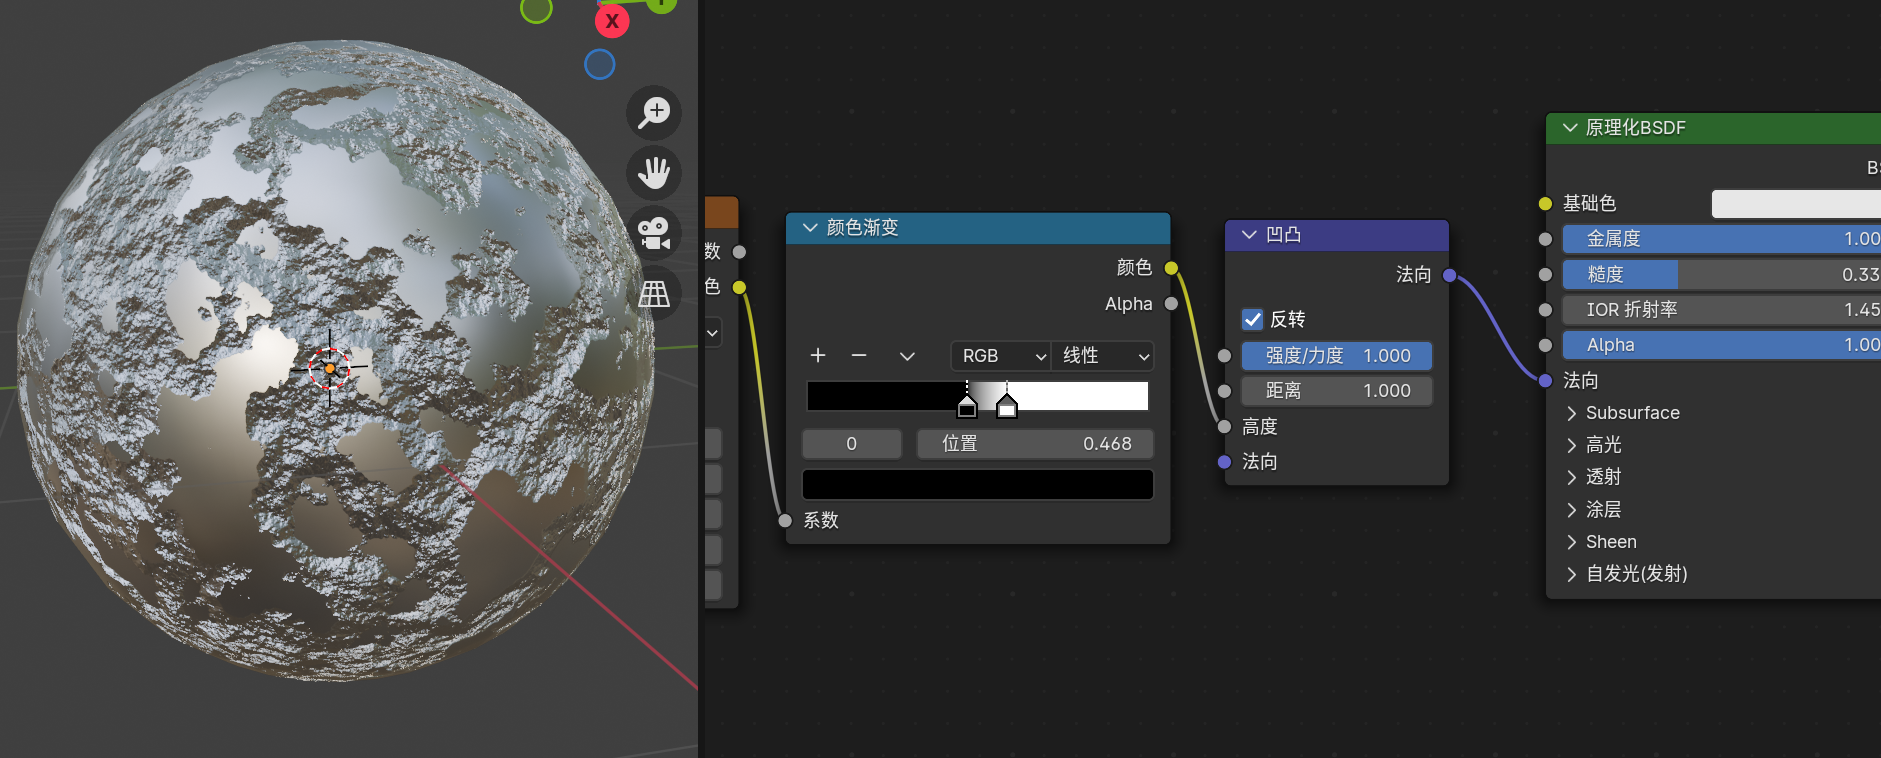 X
数
色
颜色渐变
颜色
Alpha
RGB
线性
0
位置 0.468
系数
凹凸
法向
反转
强度/力度 1.000
距离 1.000
高度
法向
原理化BSDF
基础色
金属度 1.00
糙度 0.33
IOR 折射率 1.45
Alpha 1.00
法向
Subsurface
高光
透射
涂层
Sheen
自发光(发射)